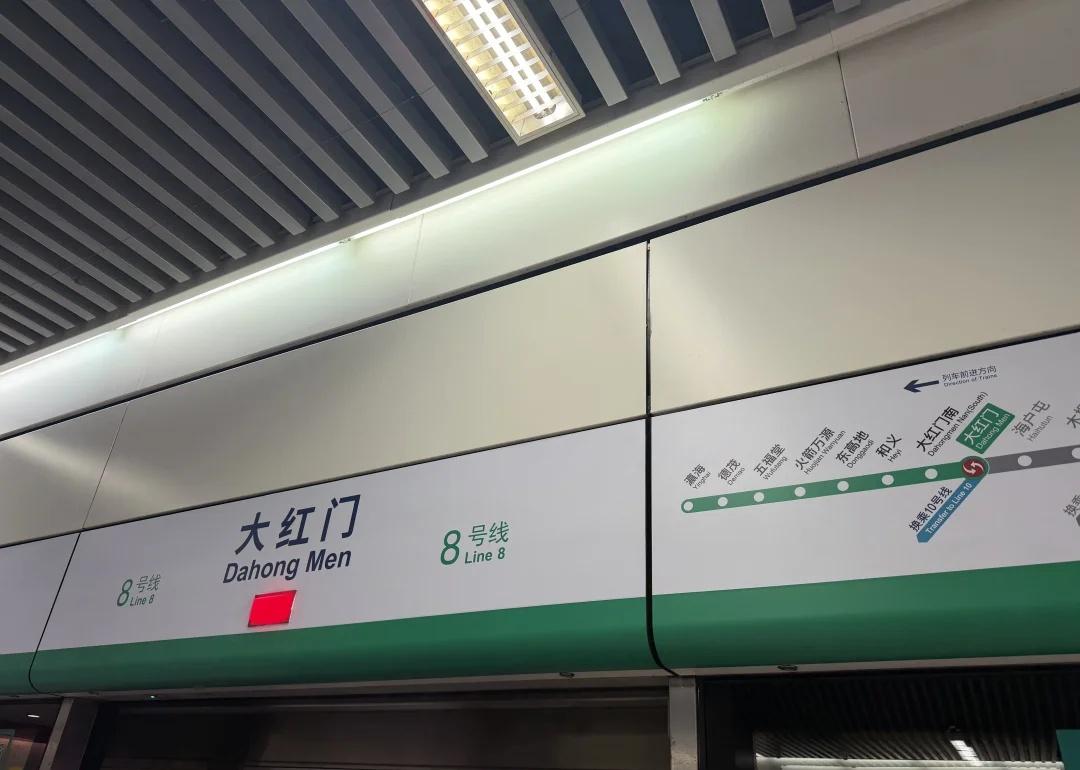 8号线
Line 8
大红门
Dahong Men
8号线
Line 8
列车前进方向
Direction of Trains
瀛海
Yinghai
德茂
Demao
五福堂
Wufutang
火箭万源
Huojian Wanyuan
东高地
Donggaodi
和义
Heyi
大红门南
Dahongmen Nan(South)
大红门
Dahong Men
海户屯
Haihutun
换乘10号线
Transfer to Line 10